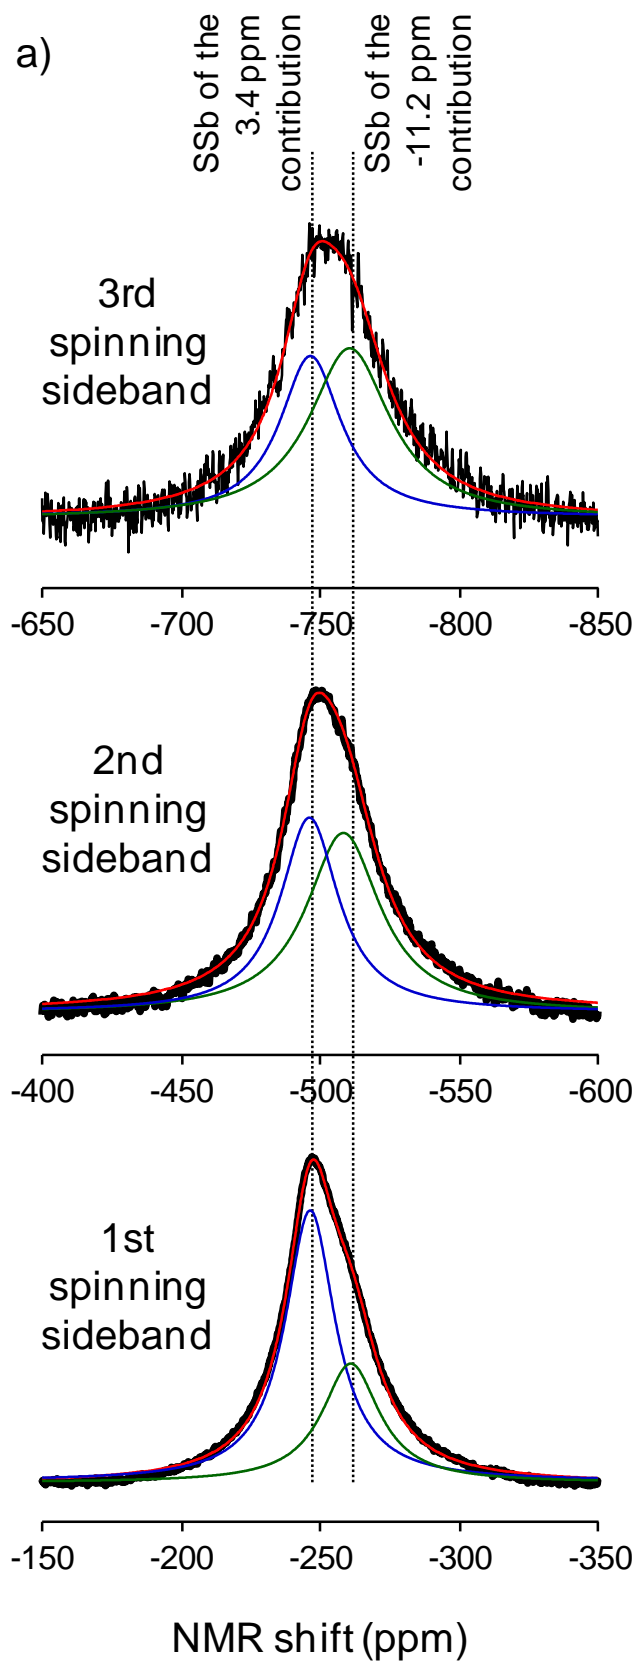 a)
SSb of the
3.4 ppm
contribution
SSb of the
-11.2 ppm
contribution
3rd
spinning
sideband
-650 -700 -750 -800 -850
2nd
spinning
sideband
-400 -450 -500 -550 -600
1st
spinning
sideband
-150 -200 -250 -300 -350
NMR shift (ppm)